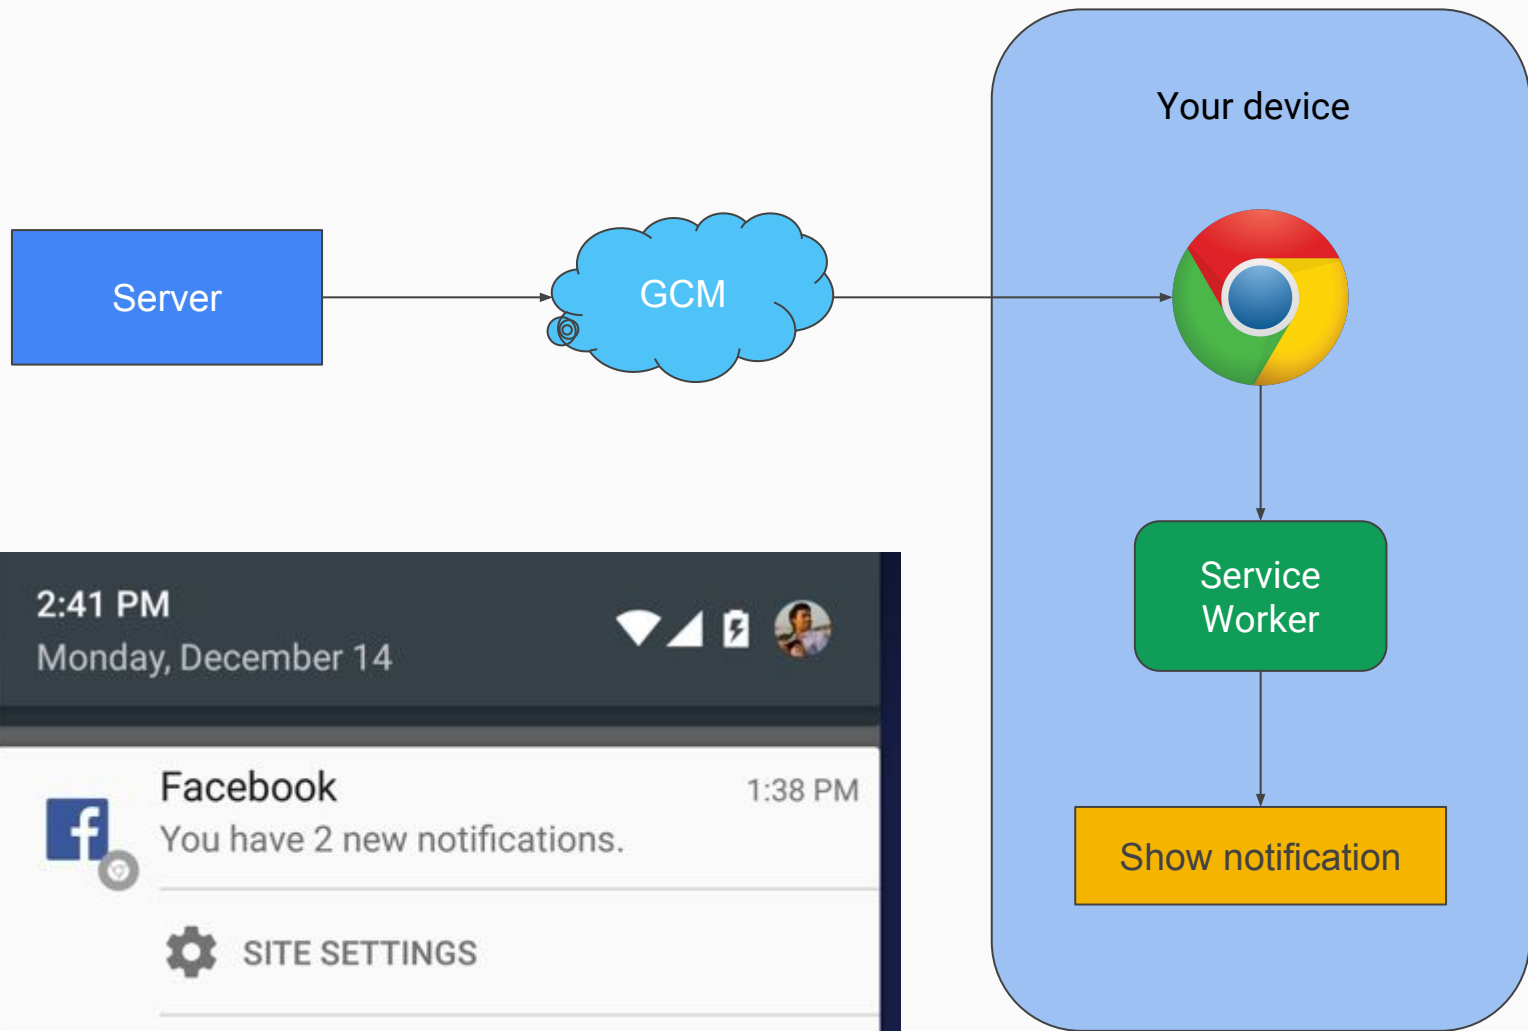 Your device
Server
GCM
Service
Worker
Show notification
2:41 PM
Monday, December 14
Facebook
1:38 PM
You have 2 new notifications.
SITE SETTINGS